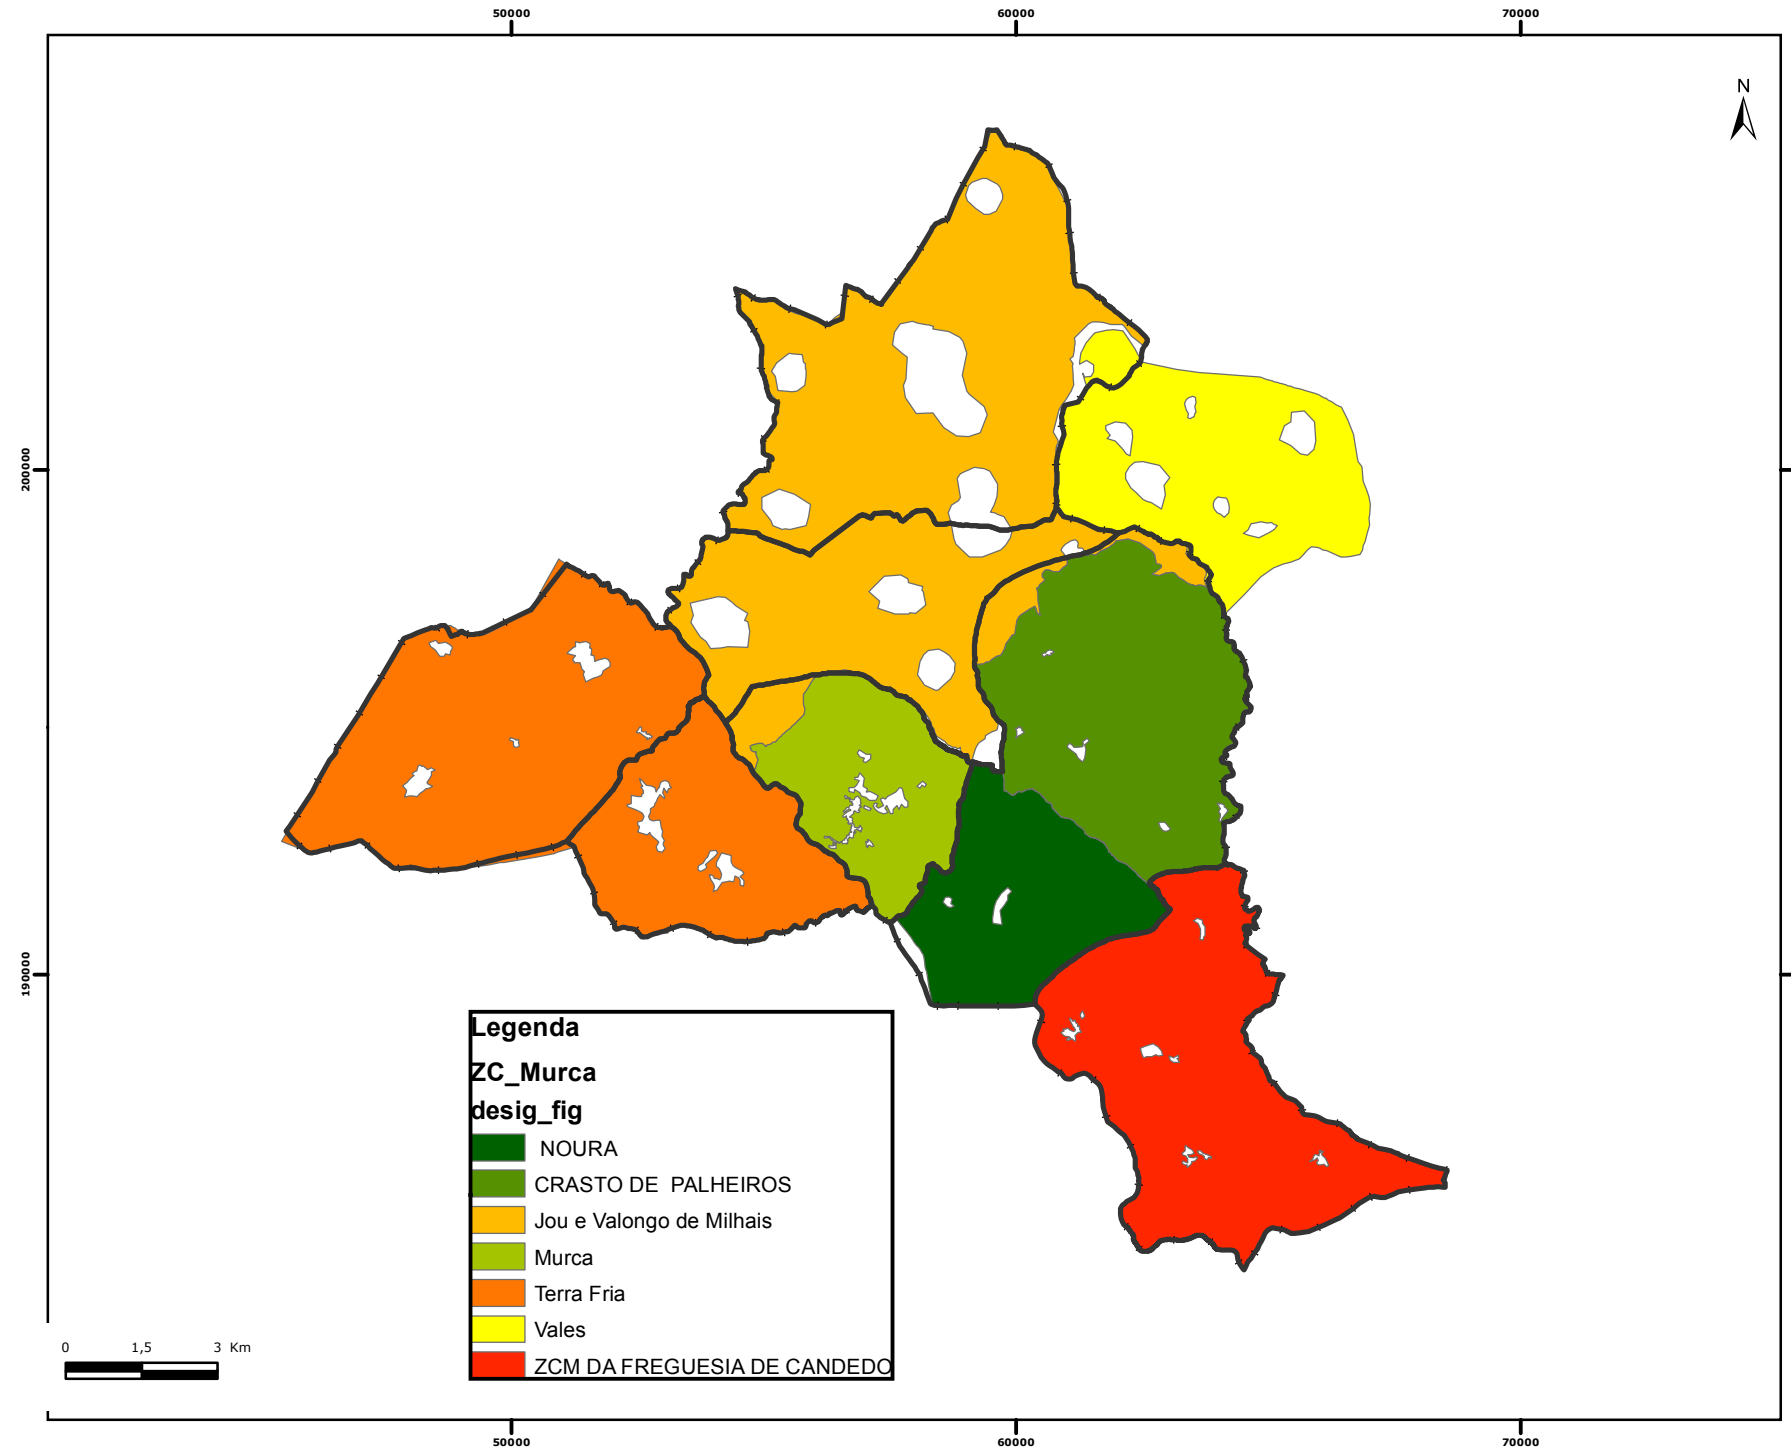 50000 60000 70000
N
200000
190000
Legenda
ZC_Murca
desig_fig
NOURA
CRASTO DE  PALHEIROS
Jou e Valongo de Milhais
Murca
Terra Fria
Vales
ZCM DA FREGUESIA DE CANDEDO
0 1,5 3 Km
50000 60000 70000